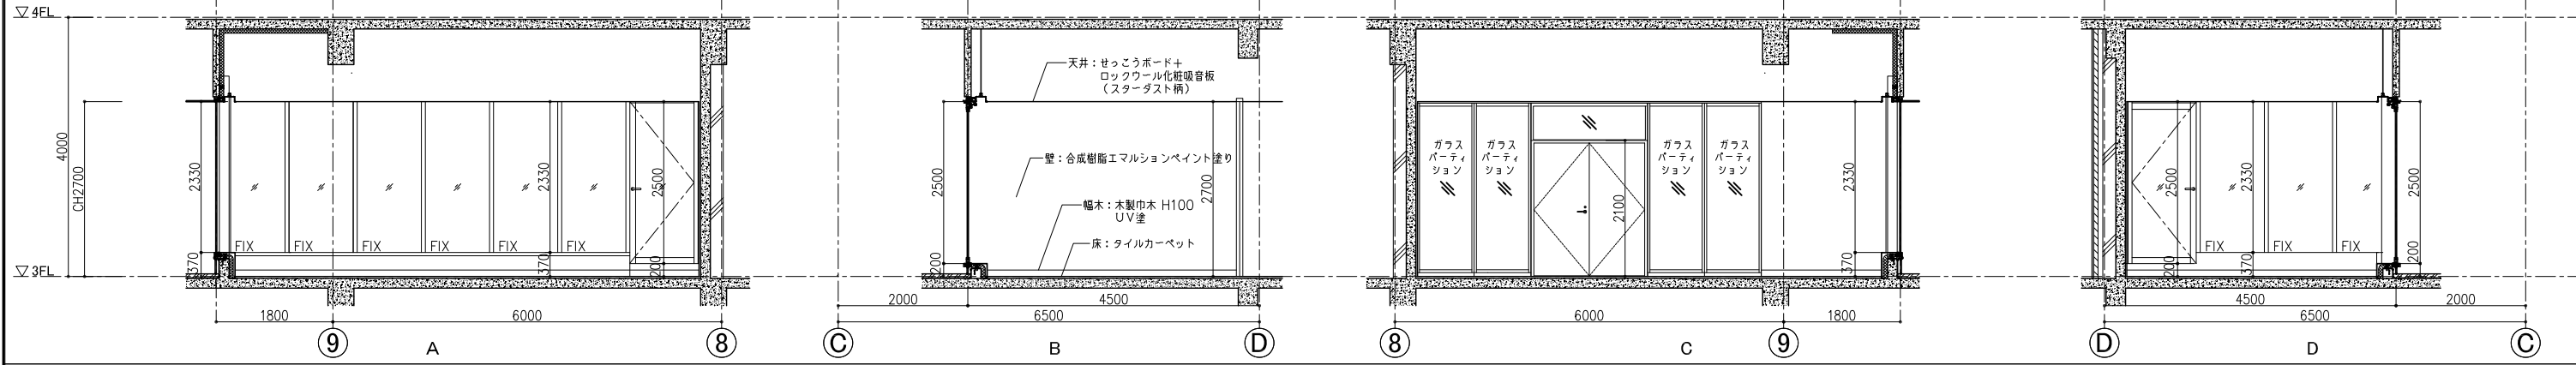 ▽4FL
4000
CH2700
▽3FL
2330
370
FIX
FIX
FIX
FIX
FIX
FIX
2330
370
2500
200
1800
6000
9
8
A
天井：せっこうボード＋
ロックウール化粧吸音板
（スターダスト柄）
壁：合成樹脂エマルションペイント塗り
幅木：木製巾木 H100
UV塗
床：タイルカーペット
2500
200
2700
2000
4500
6500
C
D
B
ガラス
パーティ
ション
ガラス
パーティ
ション
ガラス
パーティ
ション
ガラス
パーティ
ション
2100
2330
370
6000
1800
8
9
C
2500
200
2330
370
FIX
FIX
FIX
2500
200
4500
2000
6500
D
C
D